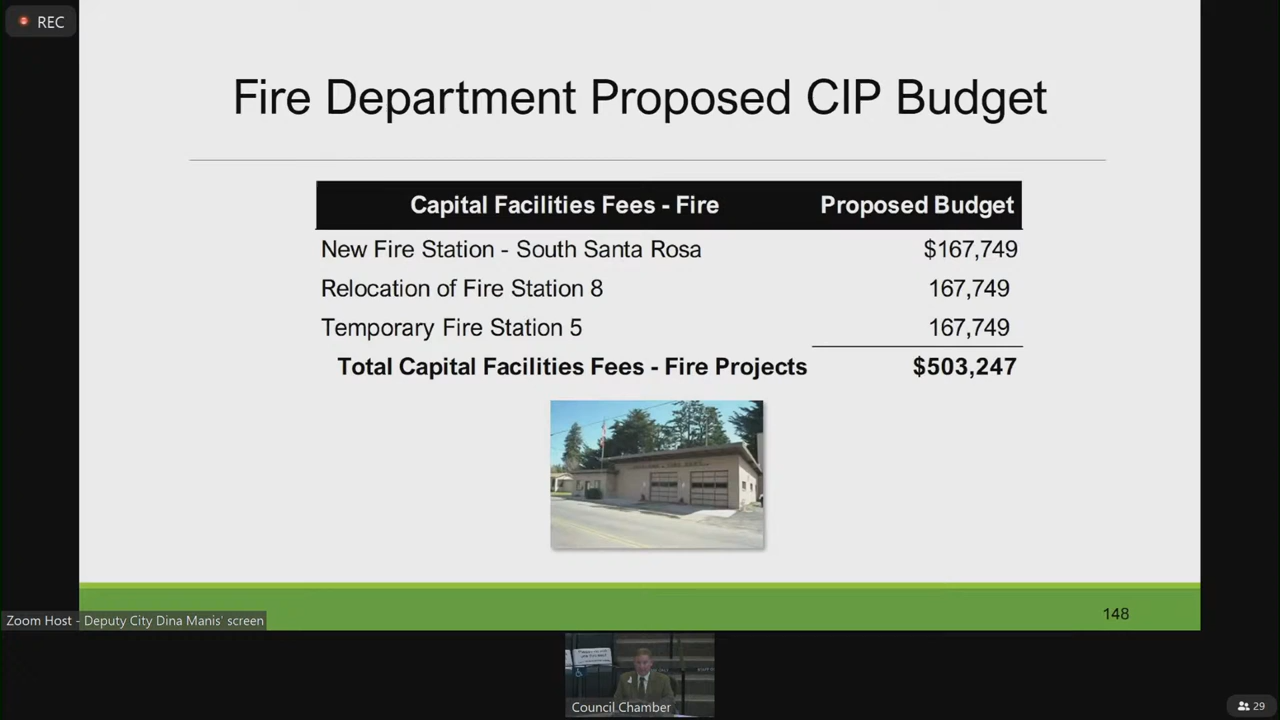 REC
Fire Department Proposed CIP Budget
Capital Facilities Fees - Fire Proposed Budget
New Fire Station - South Santa Rosa $167,749
Relocation of Fire Station 8 167,749
Temporary Fire Station 5 167,749
Total Capital Facilities Fees - Fire Projects $503,247
148
Zoom Host - Deputy City Dina Manis' screen
Council Chamber
29